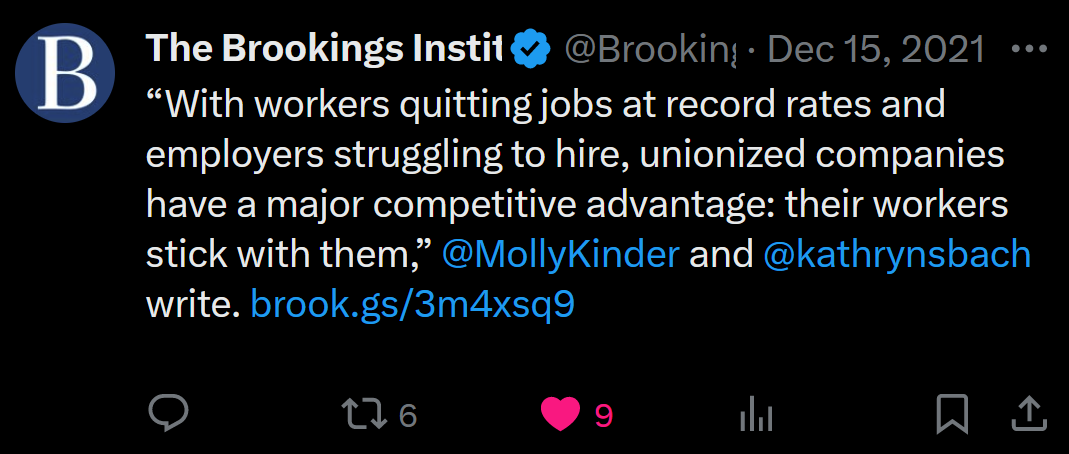 B
The Brookings Instit @Brooking · Dec 15, 2021
“With workers quitting jobs at record rates and
employers struggling to hire, unionized companies
have a major competitive advantage: their workers
stick with them,” @MollyKinder and @kathrynsbach
write. brook.gs/3m4xsq9
6 9